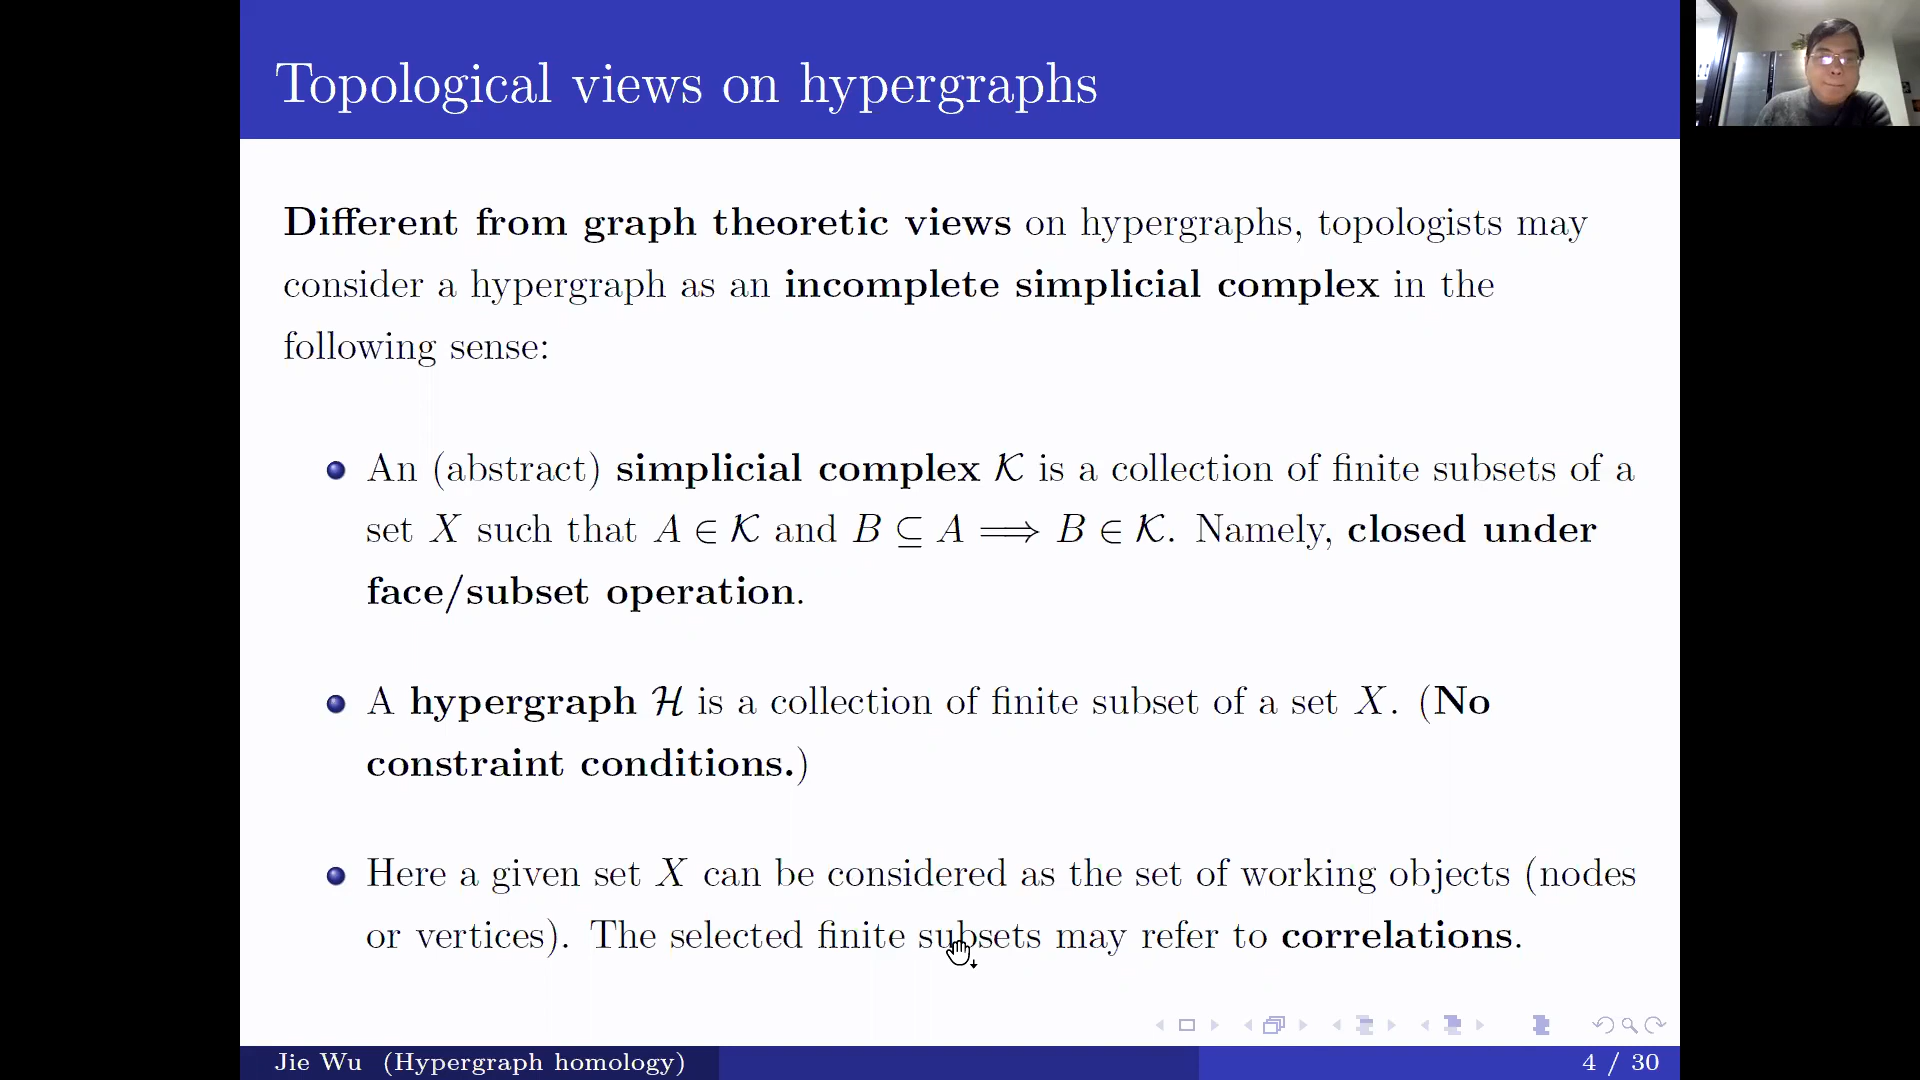 Topological views on hypergraphs
Different from graph theoretic views on hypergraphs, topologists may
consider a hypergraph as an incomplete simplicial complex in the
following sense:
An (abstract) simplicial complex 𝒦 is a collection of finite subsets of a
set X such that A ∈ 𝒦 and B ⊆ A ⟹ B ∈ 𝒦. Namely, closed under
face/subset operation.
A hypergraph ℋ is a collection of finite subset of a set X. (No
constraint conditions.)
Here a given set X can be considered as the set of working objects (nodes
or vertices). The selected finite subsets may refer to correlations.
Jie Wu (Hypergraph homology)
4 / 30